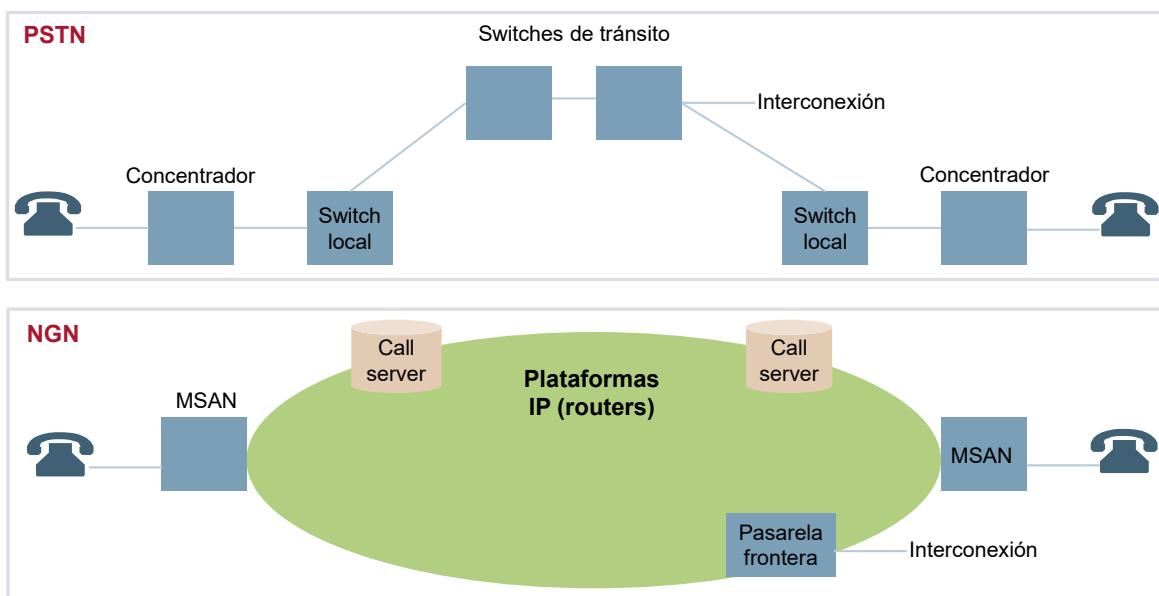 PSTN
Switches de tránsito
Interconexión
Concentrador
Concentrador
Switch
local
Switch
local
NGN
Call
server
Call
server
Plataformas
IP (routers)
MSAN
MSAN
Pasarela
frontera
Interconexión